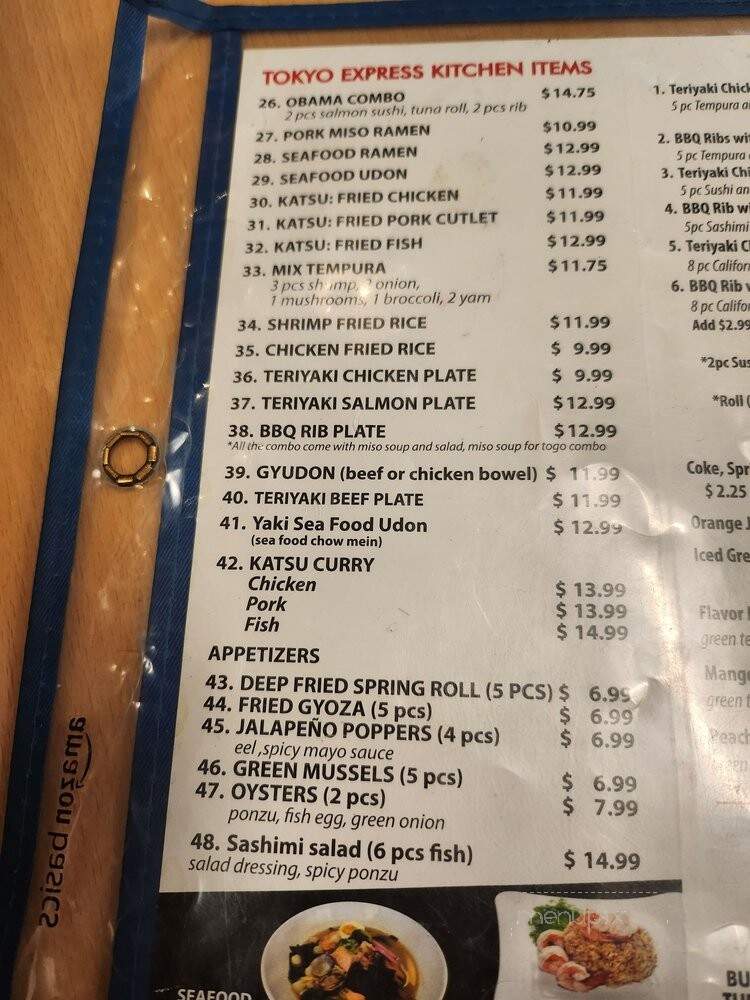 TOKYO EXPRESS KITCHEN ITEMS
26. OBAMA COMBO $14.75
2 pcs salmon sushi, tuna roll, 2 pcs rib
27. PORK MISO RAMEN $10.99
28. SEAFOOD RAMEN $12.99
29. SEAFOOD UDON $12.99
30. KATSU: FRIED CHICKEN $11.99
31. KATSU: FRIED PORK CUTLET $11.99
32. KATSU: FRIED FISH $12.99
33. MIX TEMPURA $11.75
3 pcs shrimp, onion,
1 mushrooms, 1 broccoli, 2 yam
34. SHRIMP FRIED RICE $11.99
35. CHICKEN FRIED RICE $ 9.99
36. TERIYAKI CHICKEN PLATE $ 9.99
37. TERIYAKI SALMON PLATE $12.99
38. BBQ RIB PLATE $12.99
*All the combo come with miso soup and salad, miso soup for togo combo
39. GYUDON (beef or chicken bowel) $ 11.99
40. TERIYAKI BEEF PLATE $ 11.99
41. Yaki Sea Food Udon $ 12.99
(sea food chow mein)
42. KATSU CURRY
Chicken $ 13.99
Pork $ 13.99
Fish $ 14.99
APPETIZERS
43. DEEP FRIED SPRING ROLL (5 PCS) $ 6.99
44. FRIED GYOZA (5 pcs) $ 6.99
45. JALAPEÑO POPPERS (4 pcs) $ 6.99
eel ,spicy mayo sauce
46. GREEN MUSSELS (5 pcs) $ 6.99
47. OYSTERS (2 pcs) $ 7.99
ponzu, fish egg, green onion
48. Sashimi salad (6 pcs fish) $ 14.99
salad dressing, spicy ponzu
SEAFOOD
1. Teriyaki Chick
5 pc Tempura a
2. BBQ Ribs wi
5 pc Tempura
3. Teriyaki Chi
5 pc Sushi an
4. BBQ Rib w
5pc Sashimi
5. Teriyaki C
8 pc Califor
6. BBQ Rib
8 pc Califo
Add $2.99
*2pc Sus
*Roll (
Coke, Spr
$ 2.25
Orange J
Iced Gre
Flavor
green te
Mang
green
Peach
BU
amazon basics
menupix